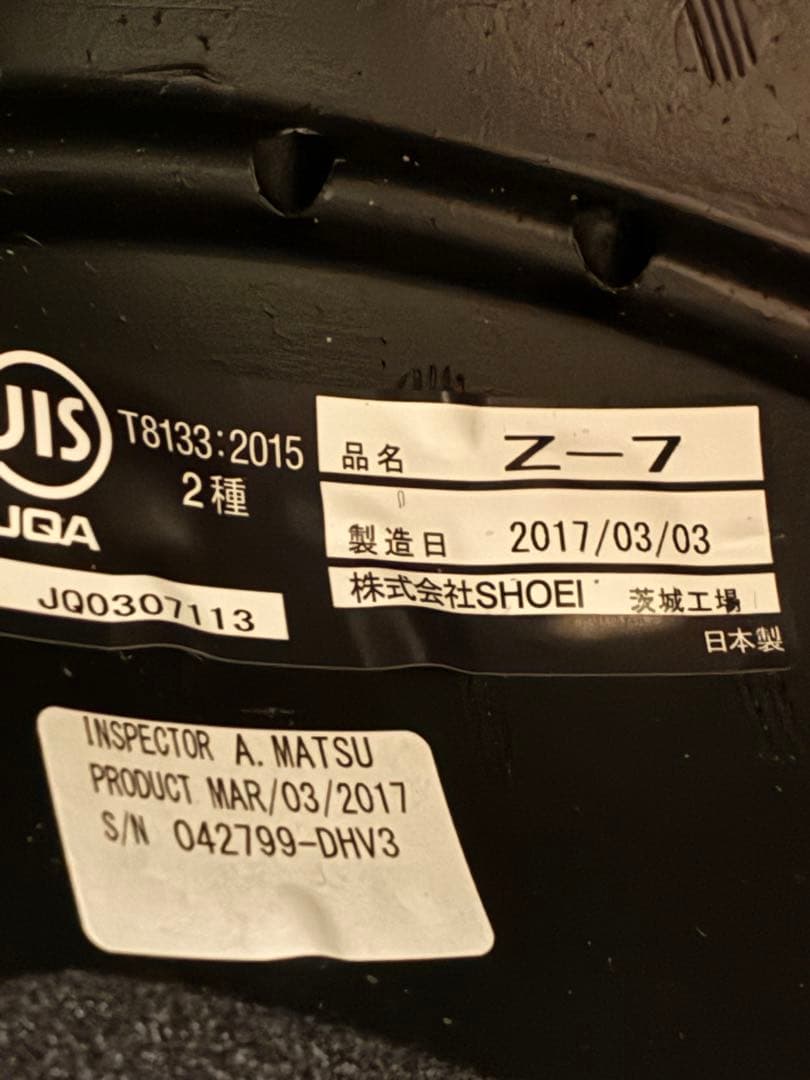 JIS
JQA
T8133:2015
2種
JQ0307113
品名 Z-7
製造日 2017/03/03
株式会社SHOEI 茨城工場
日本製
INSPECTOR A. MATSU
PRODUCT MAR/03/2017
S/N 042799-DHV3